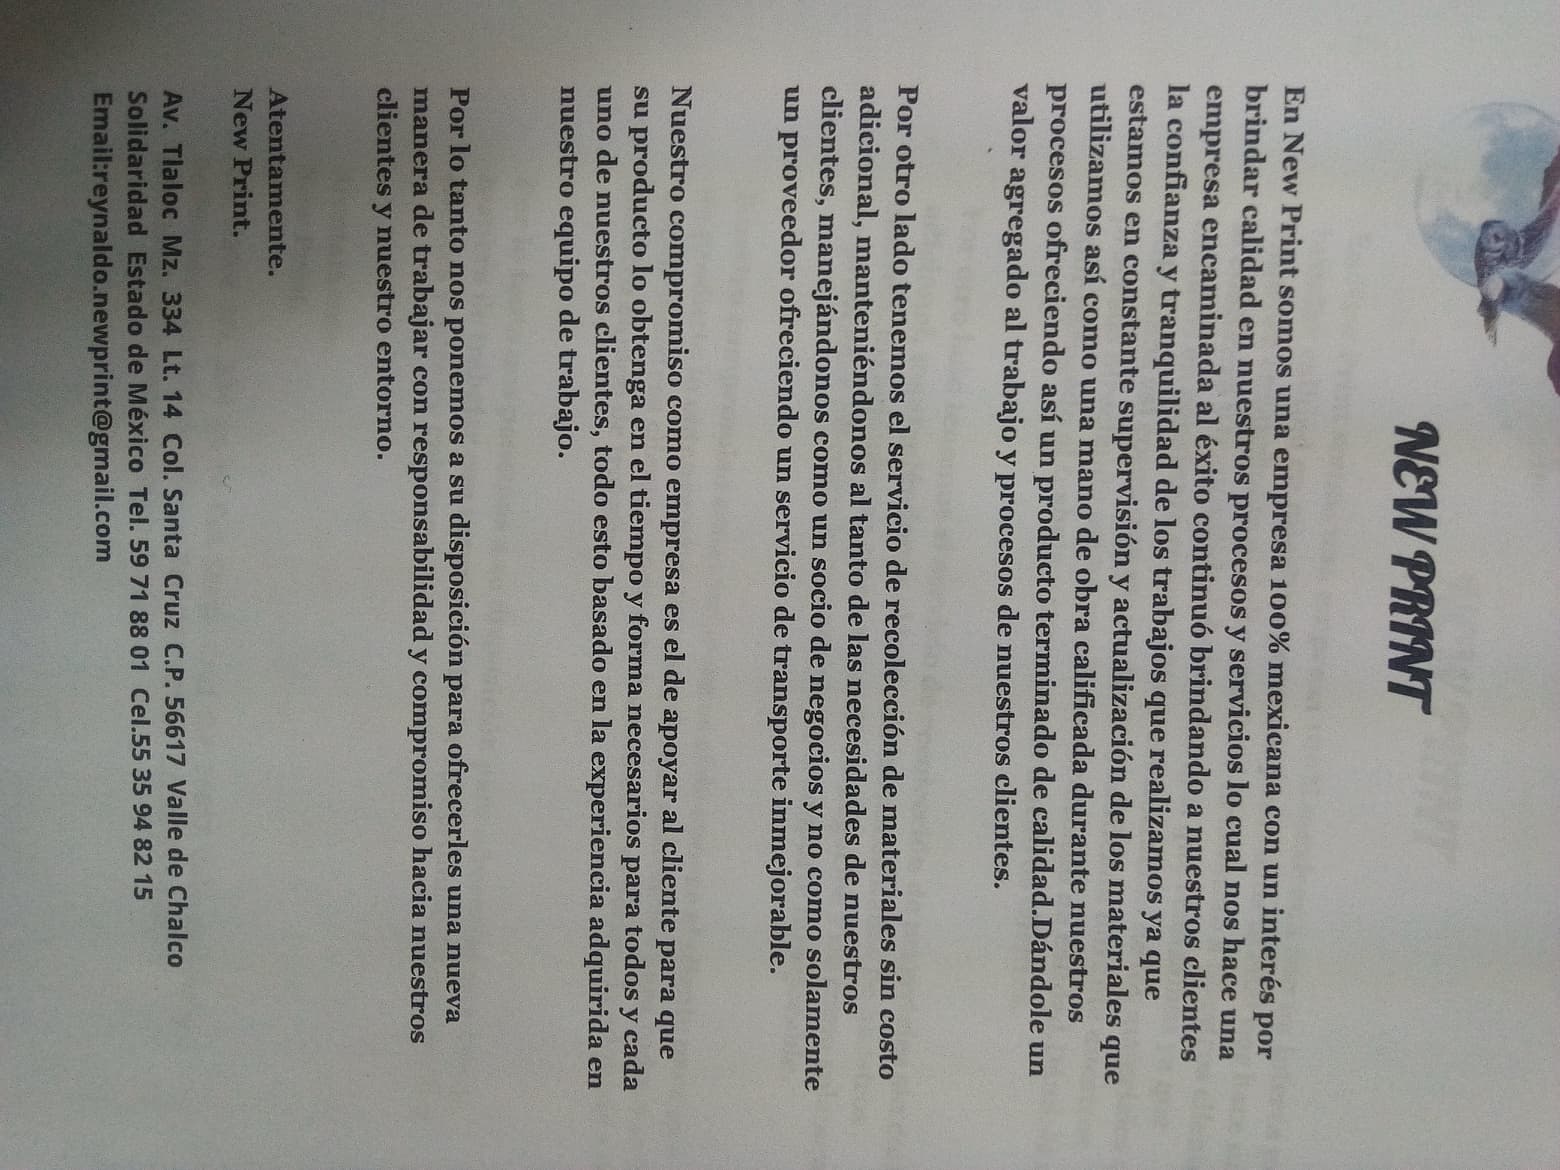 NEW PRINT
En New Print somos una empresa 100% mexicana con un interés por
brindar calidad en nuestros procesos y servicios lo cual nos hace una
empresa encaminada al éxito continuó brindando a nuestros clientes
la confianza y tranquilidad de los trabajos que realizamos ya que
estamos en constante supervisión y actualización de los materiales que
utilizamos así como una mano de obra calificada durante nuestros
procesos ofreciendo así un producto terminado de calidad.Dándole un
valor agregado al trabajo y procesos de nuestros clientes.
Por otro lado tenemos el servicio de recolección de materiales sin costo
adicional, manteniéndonos al tanto de las necesidades de nuestros
clientes, manejándonos como un socio de negocios y no como solamente
un proveedor ofreciendo un servicio de transporte inmejorable.
Nuestro compromiso como empresa es el de apoyar al cliente para que
su producto lo obtenga en el tiempo y forma necesarios para todos y cada
uno de nuestros clientes, todo esto basado en la experiencia adquirida en
nuestro equipo de trabajo.
Por lo tanto nos ponemos a su disposición para ofrecerles una nueva
manera de trabajar con responsabilidad y compromiso hacia nuestros
clientes y nuestro entorno.
Atentamente.
New Print.
Av. Tlaloc Mz. 334 Lt. 14 Col. Santa Cruz C.P. 56617 Valle de Chalco
Solidaridad Estado de México Tel. 59 71 88 01 Cel.55 35 94 82 15
Email:reynaldo.newprint@gmail.com